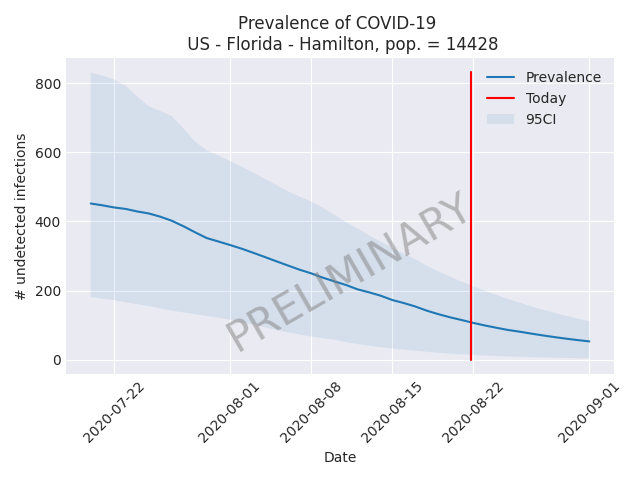 Prevalence of COVID-19
US - Florida - Hamilton, pop. = 14428
Prevalence
Today
95CI
# undetected infections
800
600
400
200
0
PRELIMINARY
2020-07-22
2020-08-01
2020-08-08
2020-08-15
2020-08-22
2020-09-01
Date